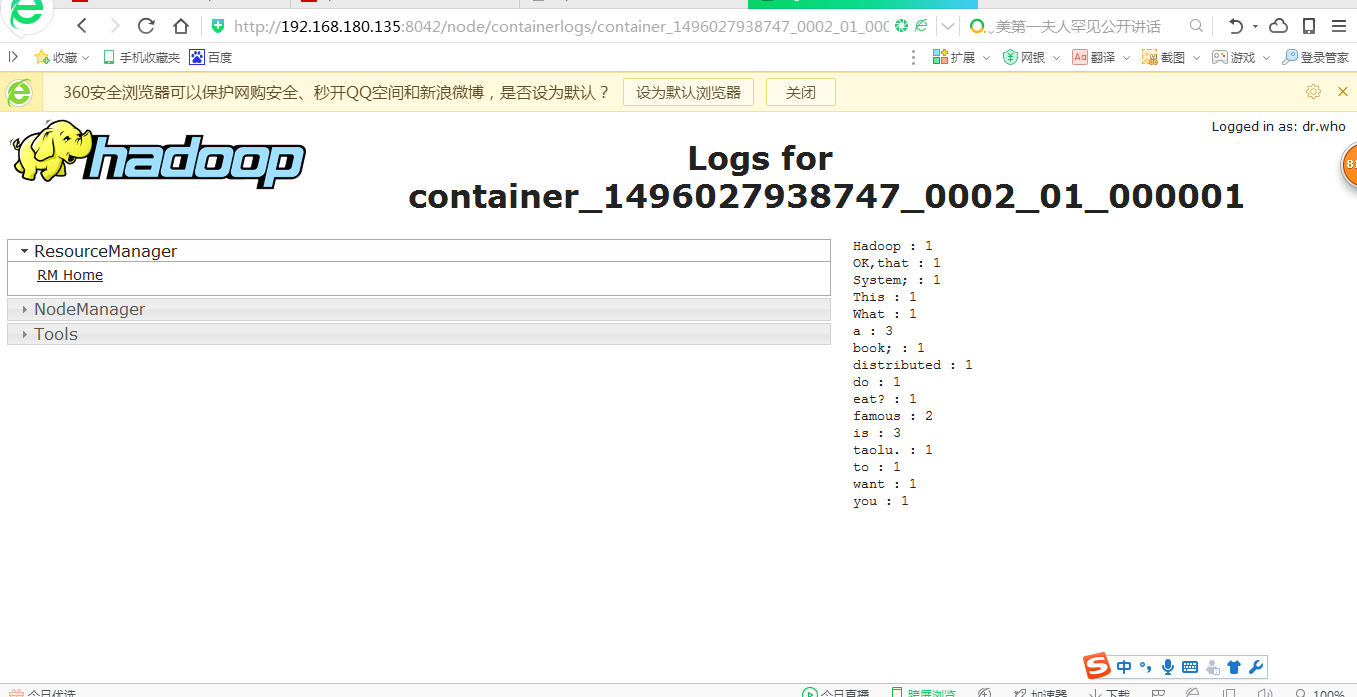 http://192.168.180.135:8042/node/containerlogs/container_1496027938747_0002_01_000
美第一夫人罕见公开讲话
收藏 手机收藏夹 百度
扩展 网银 翻译 截图 游戏 登录管家
360安全浏览器可以保护网购安全、秒开QQ空间和新浪微博，是否设为默认？ 设为默认浏览器 关闭
Logged in as: dr.who
hadoop
Logs for
container_1496027938747_0002_01_000001
81
ResourceManager
RM Home
NodeManager
Tools
Hadoop : 1
OK,that : 1
System; : 1
This : 1
What : 1
a : 3
book; : 1
distributed : 1
do : 1
eat? : 1
famous : 2
is : 3
taolu. : 1
to : 1
want : 1
you : 1
中
今日优选 今日直播 跨屏浏览 加速器 下载 100%